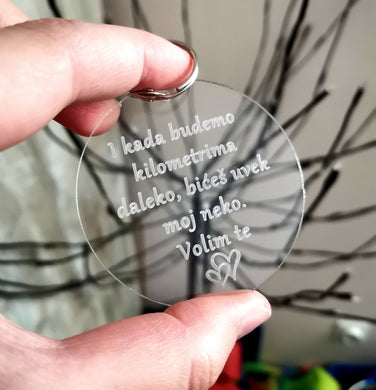 I kada budemo
kilometrima
daleko, bićeš uvek
moj neko.
Volim te